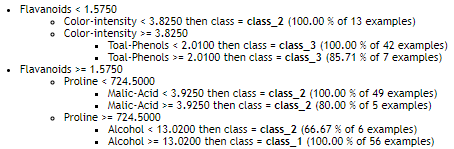 Flavanoids < 1.5750
Color-intensity < 3.8250 then class = class_2 (100.00 % of 13 examples)
Color-intensity >= 3.8250
Toal-Phenols < 2.0100 then class = class_3 (100.00 % of 42 examples)
Toal-Phenols >= 2.0100 then class = class_3 (85.71 % of 7 examples)
Flavanoids >= 1.5750
Proline < 724.5000
Malic-Acid < 3.9250 then class = class_2 (100.00 % of 49 examples)
Malic-Acid >= 3.9250 then class = class_2 (80.00 % of 5 examples)
Proline >= 724.5000
Alcohol < 13.0200 then class = class_2 (66.67 % of 6 examples)
Alcohol >= 13.0200 then class = class_1 (100.00 % of 56 examples)